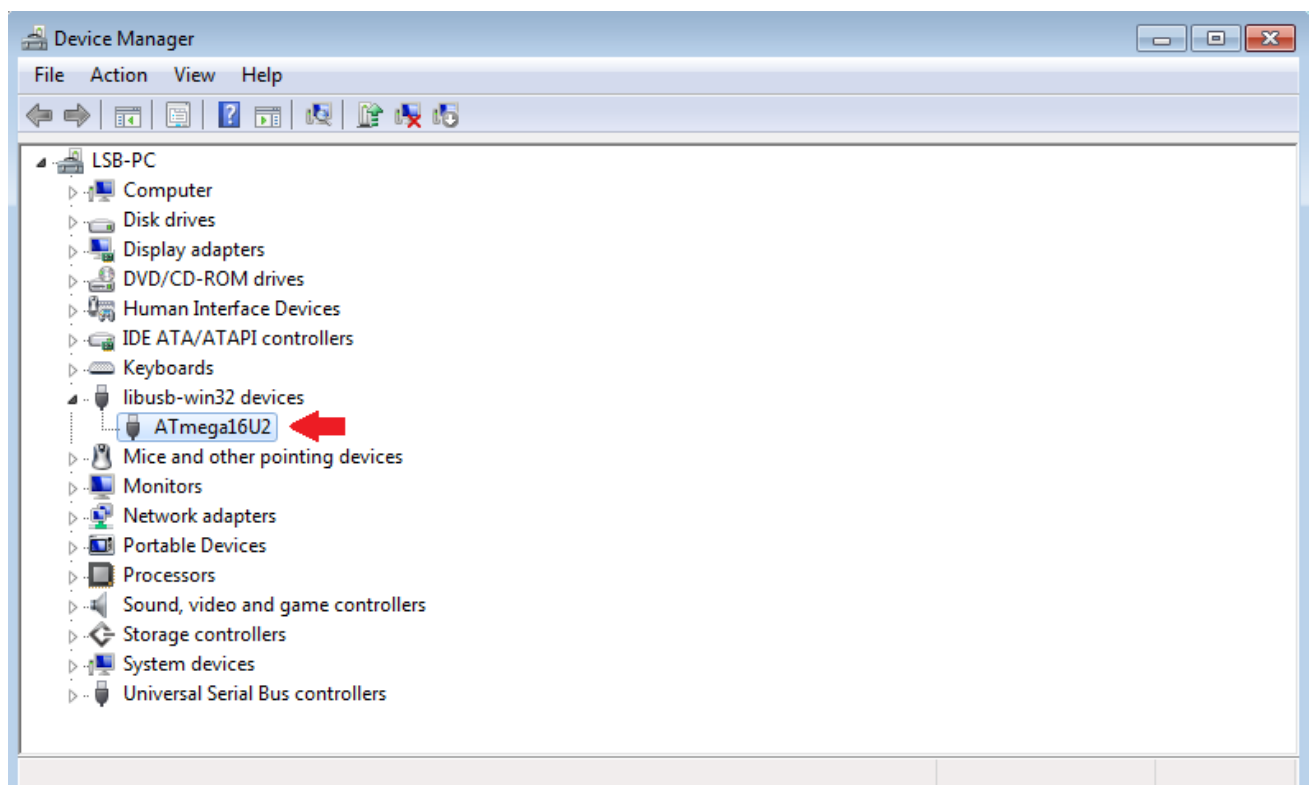 Device Manager
File Action View Help
LSB-PC
Computer
Disk drives
Display adapters
DVD/CD-ROM drives
Human Interface Devices
IDE ATA/ATAPI controllers
Keyboards
libusb-win32 devices
ATmega16U2
Mice and other pointing devices
Monitors
Network adapters
Portable Devices
Processors
Sound, video and game controllers
Storage controllers
System devices
Universal Serial Bus controllers